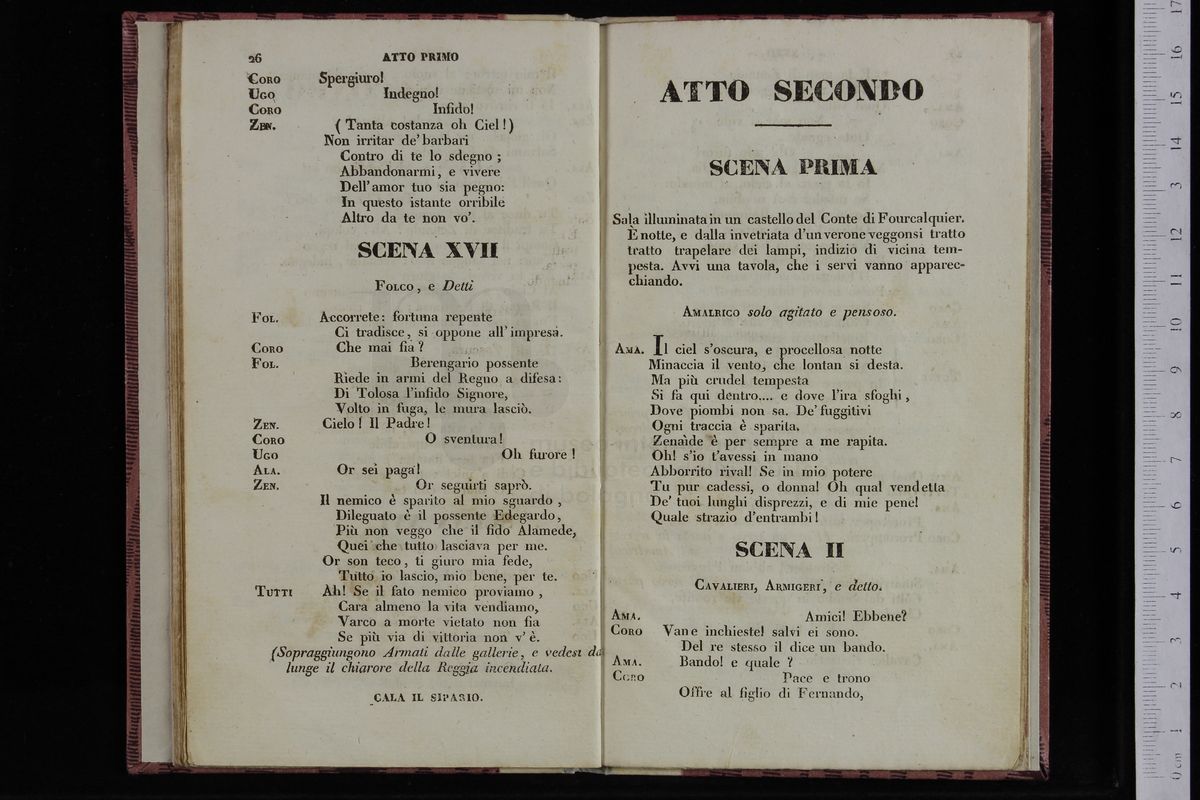 26 ATTO PRIMO
CORO Spergiuro!
UGO Indegno!
CORO Infido!
ZEN. ( Tanta costanza oh Ciel! )
Non irritar de' barbari
Contro di te lo sdegno ;
Abbandonarmi, e vivere
Dell' amor tuo sia pegno:
In questo istante orribile
Altro da te non vo'.
SCENA XVII
FOLCO, e Detti
FOL. Accorrete: fortuna repente
Ci tradisce, si oppone all' impresa.
CORO Che mai fia ?
FOL. Berengario possente
Riede in armi del Regno a difesa:
Di Tolosa l'infido Signore,
Volto in fuga, le mura lasciò.
ZEN. Cielo ! Il Padre !
CORO O sventura!
UGO Oh furore !
ALA. Or sei paga!
ZEN. Or seguirti saprò.
Il nemico è sparito al mio sguardo ,
Dileguato è il possente Edegardo,
Più non veggo che il fido Alamede,
Quei che tutto lasciava per me.
Or son teco, ti giuro mia fede,
Tutto io lascio, mio bene, per te.
TUTTI Ah! Se il fato nemico proviamo ,
Cara almeno la vita vendiamo,
Varco a morte vietato non fia
Se più via di vittoria non v' è.
(Sopraggiungono Armati dalle gallerie, e vedesi da
lunge il chiarore della Reggia incendiata.
CALA IL SIPARIO.
ATTO SECONDO
SCENA PRIMA
Sala illuminata in un castello del Conte di Fourcalquier.
È notte, e dalla invetriata d'un verone veggonsi tratto
tratto trapelare dei lampi, indizio di vicina tem-
pesta. Avvi una tavola, che i servi vanno apparec-
chiando.
AMALRICO solo agitato e pensoso.
AMA. Il ciel s'oscura, e procellosa notte
Minaccia il vento, che lontan si desta.
Ma più crudel tempesta
Si fa qui dentro.... e dove l'ira sfoghi ,
Dove piombi non sa. De' fuggitivi
Ogni traccia è sparita.
Zenaide è per sempre a me rapita.
Oh! s'io t'avessi in mano
Abborrito rival! Se in mio potere
Tu pur cadessi, o donna! Oh qual vendetta
De' tuoi lunghi disprezzi, e di mie pene!
Quale strazio d'entrambi !
SCENA II
CAVALIERI, ARMIGERI, e detto.
AMA. Amici! Ebbene?
CORO Vane inchieste! salvi ei sono.
Del re stesso il dice un bando.
AMA. Bando! e quale ?
CORO Pace e trono
Offre al figlio di Fernando,